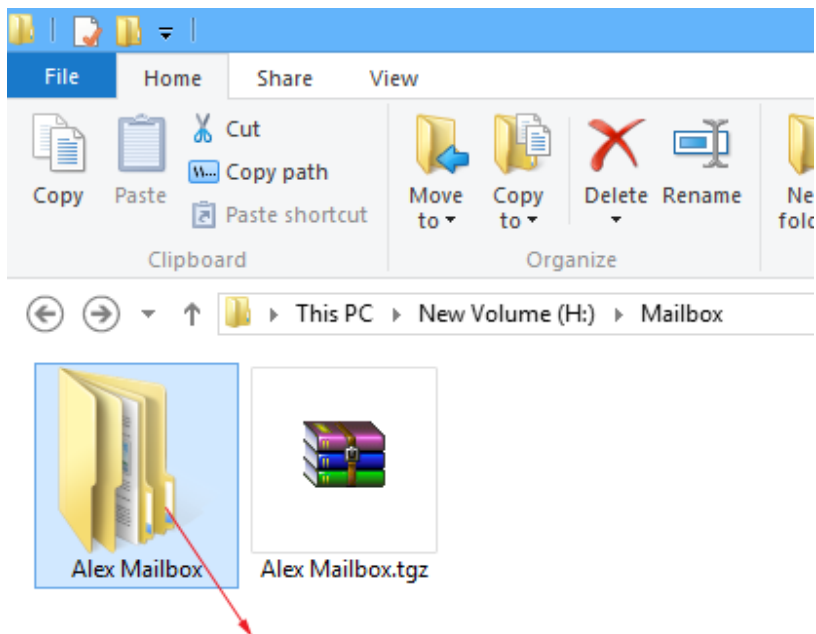 File Home Share View
Copy
Paste
Cut
Copy path
Paste shortcut
Clipboard
Move to
Copy to
Delete
Rename
Organize
This PC New Volume (H:) Mailbox
Alex Mailbox
Alex Mailbox.tgz